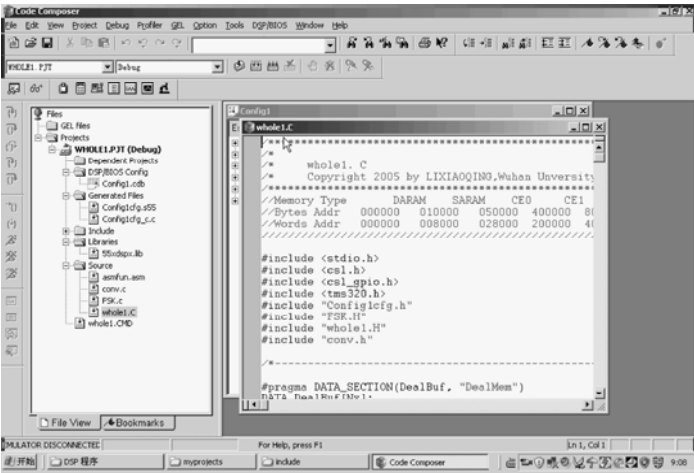 Code Composer
File Edit View Project Debug Profiler GEL Option Tools DSP/BIOS Window Help
WHOLE1.PJT Debug
Files
GEL files
Projects
WHOLE1.PJT (Debug)
Dependent Projects
DSP/BIOS Config
Config1.cdb
Generated Files
Config1cfg.s55
Config1cfg_c.c
Include
Libraries
55xdspx.lib
Source
asmfun.asm
conv.c
FSK.c
whole1.C
whole1.CMD
File View Bookmarks
Config1
whole1.C
/**********************************************
/*
/* whole1. C
/* Copyright 2005 by LIXIAOQING,Wuhan Unversity
/**********************************************
//Memory Type DARAM SARAM CE0 CE1
//Bytes Addr 000000 010000 050000 400000
//Words Addr 000000 008000 028000 200000
#include <stdio.h>
#include <csl.h>
#include <csl_gpio.h>
#include <tms320.h>
#include "Config1cfg.h"
#include "FSK.H"
#include "whole1.H"
#include "conv.h"
/*----------------------------------------------
#pragma DATA_SECTION(DealBuf, "DealMem")
DATA DealBuf[Nx];
MULATOR DISCONNECTED For Help, press F1 Ln 1, Col 1
开始 DSP 程序 myprojects include Code Composer 9:08